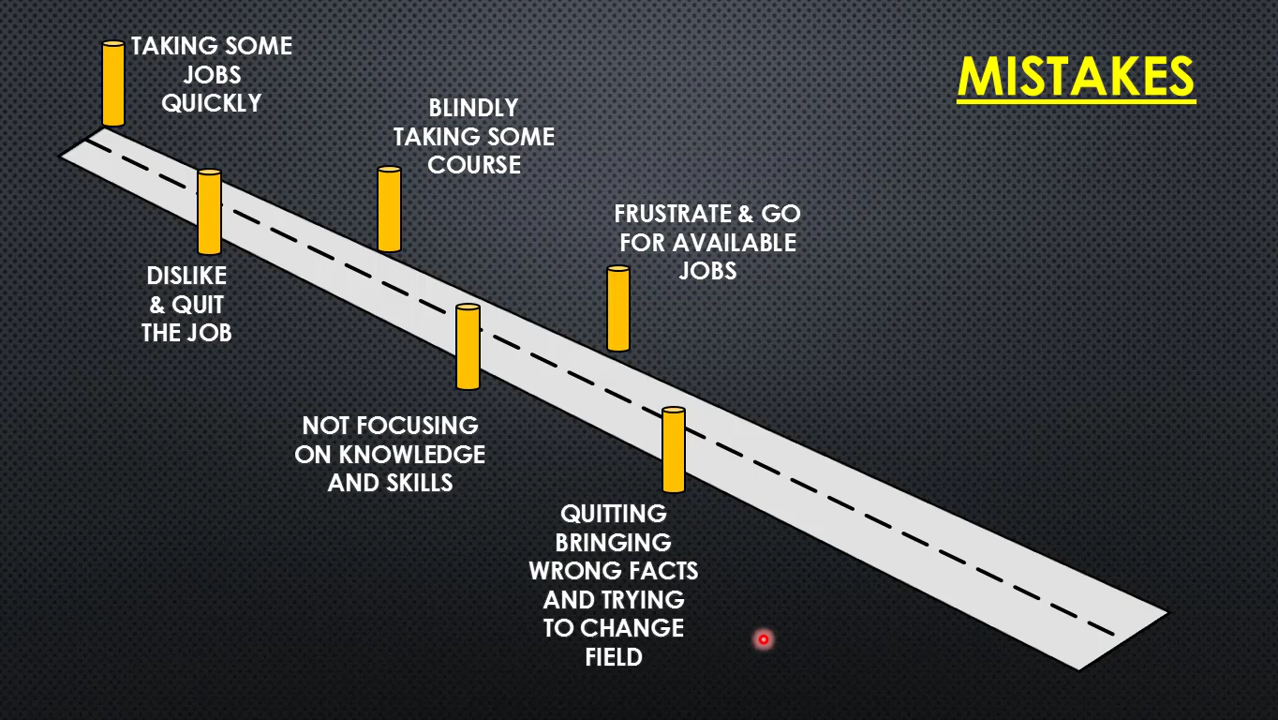 MISTAKES
TAKING SOME
JOBS
QUICKLY
DISLIKE
& QUIT
THE JOB
BLINDLY
TAKING SOME
COURSE
NOT FOCUSING
ON KNOWLEDGE
AND SKILLS
FRUSTRATE & GO
FOR AVAILABLE
JOBS
QUITTING
BRINGING
WRONG FACTS
AND TRYING
TO CHANGE
FIELD